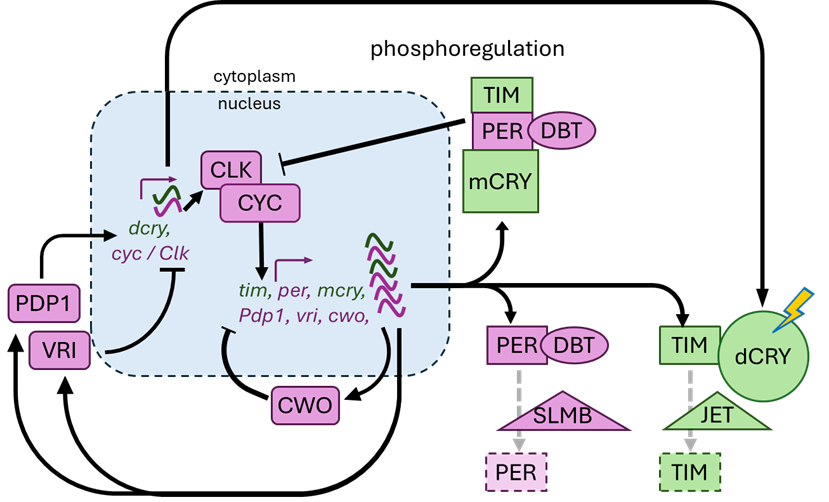 phosphoregulation
cytoplasm
nucleus
TIM
PER
DBT
mCRY
CLK
CYC
dcry,
cyc / Clk
tim, per, mcry,
Pdp1, vri, cwo,
PDP1
VRI
CWO
PER
DBT
TIM
dCRY
SLMB
JET
PER
TIM